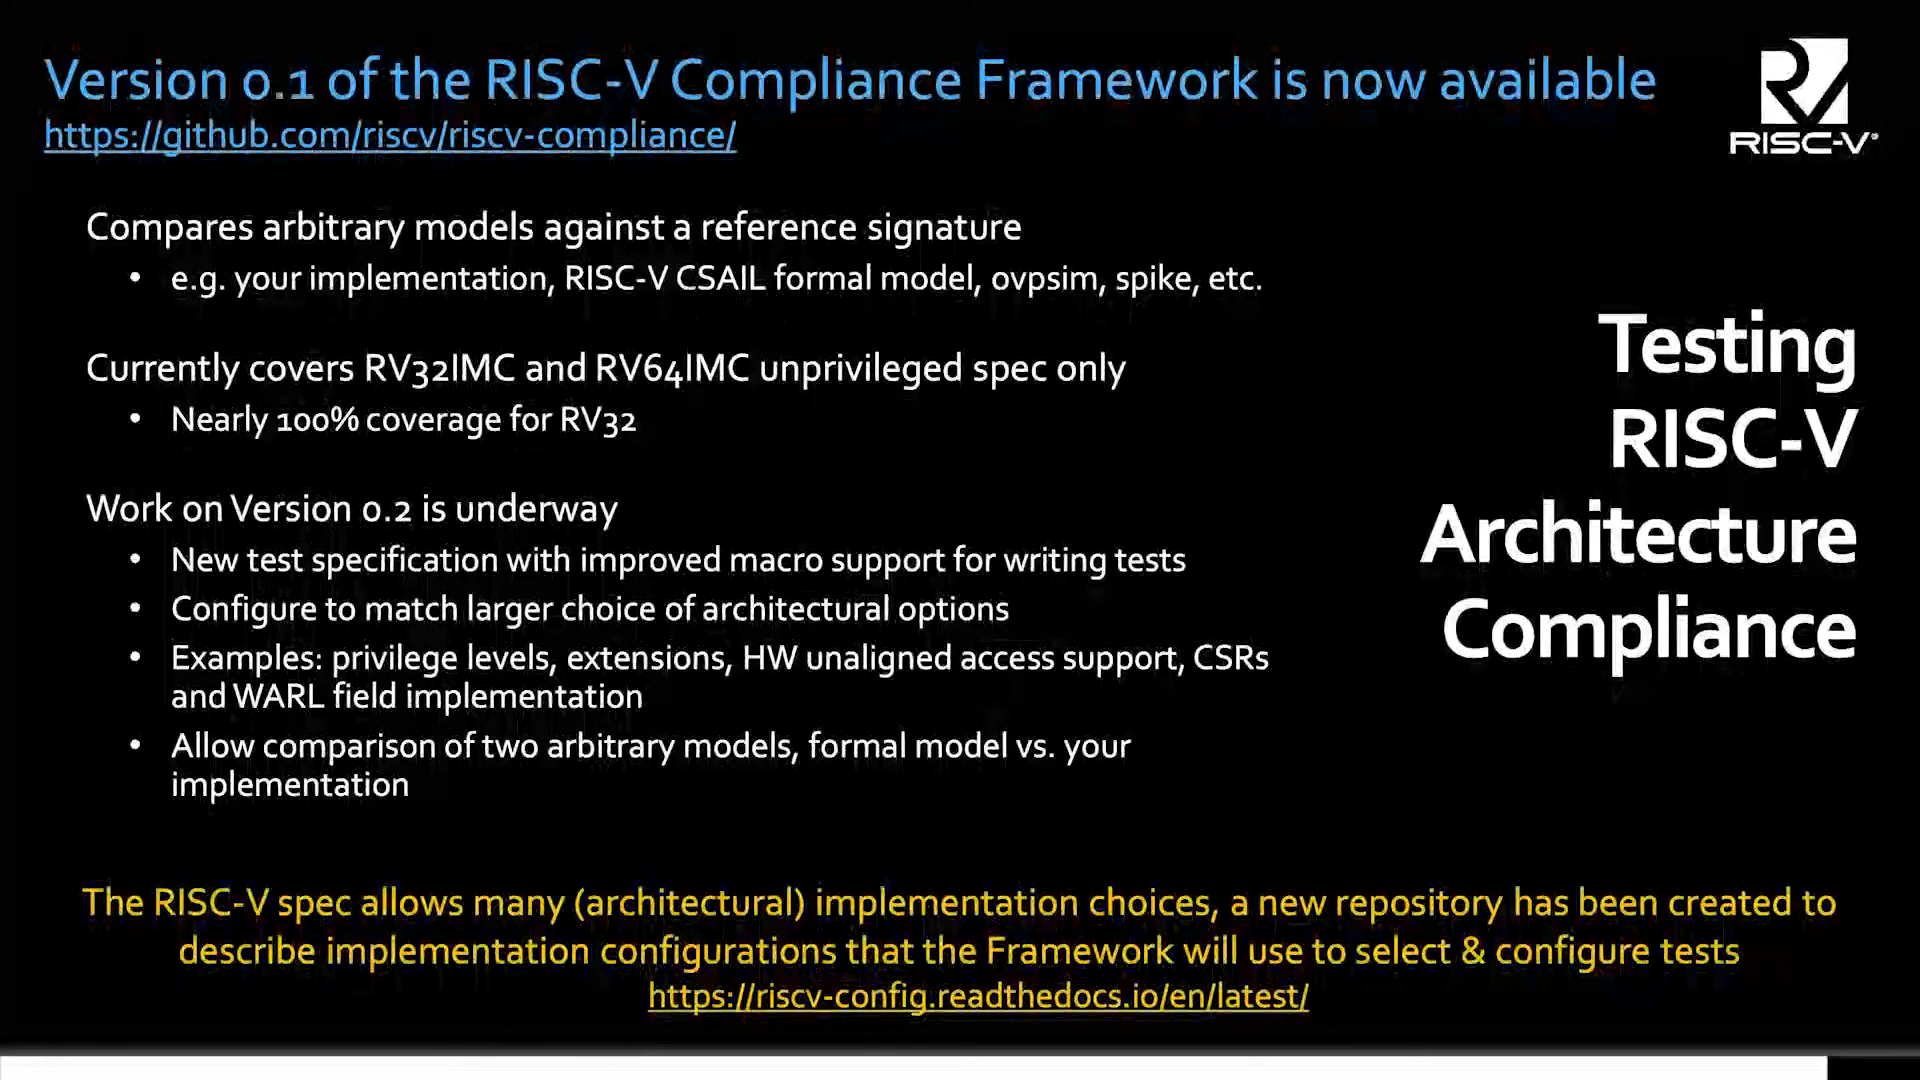 Version 0.1 of the RISC-V Compliance Framework is now available
https://github.com/riscv/riscv-compliance/
RISC-V®
Compares arbitrary models against a reference signature
• e.g. your implementation, RISC-V CSAIL formal model, ovpsim, spike, etc.
Currently covers RV32IMC and RV64IMC unprivileged spec only
• Nearly 100% coverage for RV32
Work on Version 0.2 is underway
• New test specification with improved macro support for writing tests
• Configure to match larger choice of architectural options
• Examples: privilege levels, extensions, HW unaligned access support, CSRs
and WARL field implementation
• Allow comparison of two arbitrary models, formal model vs. your
implementation
Testing
RISC-V
Architecture
Compliance
The RISC-V spec allows many (architectural) implementation choices, a new repository has been created to
describe implementation configurations that the Framework will use to select & configure tests
https://riscv-config.readthedocs.io/en/latest/